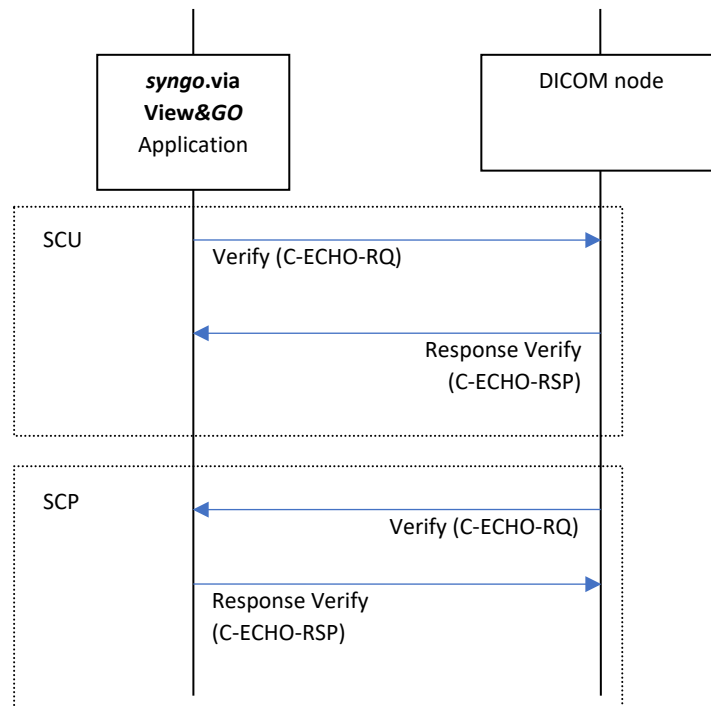 syngo.via
View&GO
Application
DICOM node
SCU
Verify (C-ECHO-RQ)
Response Verify
(C-ECHO-RSP)
SCP
Verify (C-ECHO-RQ)
Response Verify
(C-ECHO-RSP)